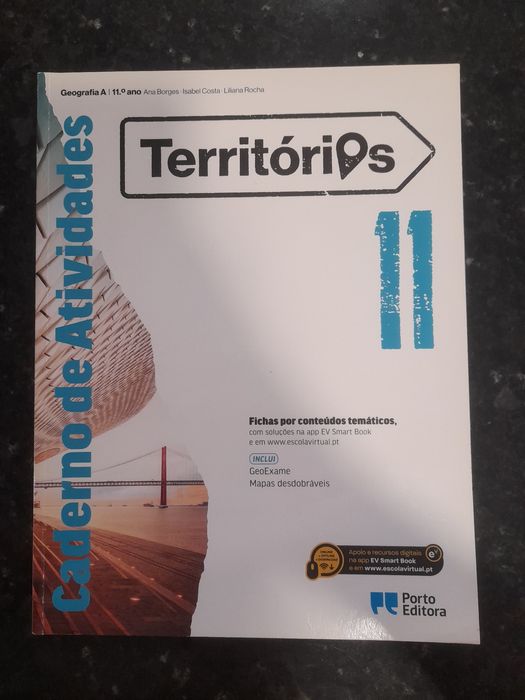 Geografia A | 11.º ano Ana Borges · Isabel Costa · Liliana Rocha
Territórios
Caderno de Atividades
11
Fichas por conteúdos temáticos,
com soluções na app EV Smart Book
e em www.escolavirtual.pt
INCLUI
GeoExame
Mapas desdobráveis
Apoio e recursos digitais
na app EV Smart Book
e em www.escolavirtual.pt
Porto
Editora